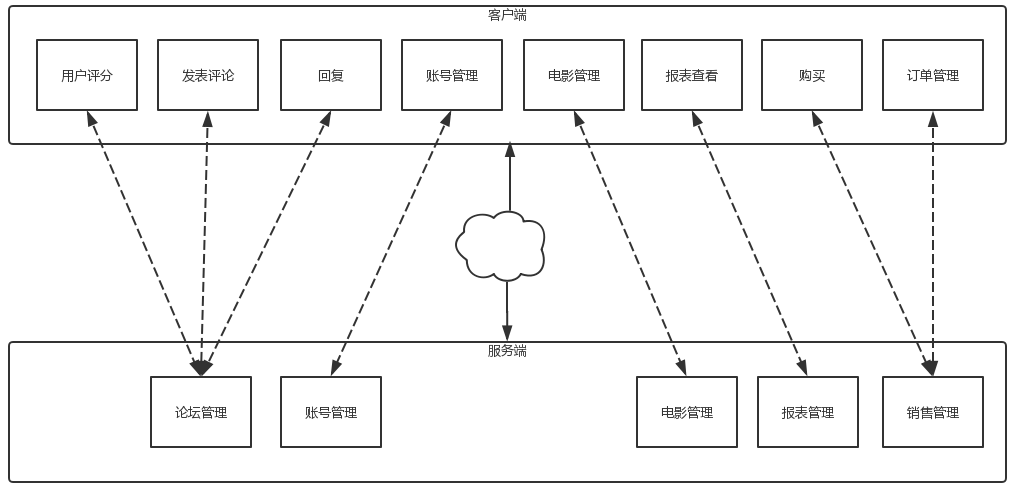 客户端
用户评分
发表评论
回复
账号管理
电影管理
报表查看
购买
订单管理
服务端
论坛管理
账号管理
电影管理
报表管理
销售管理